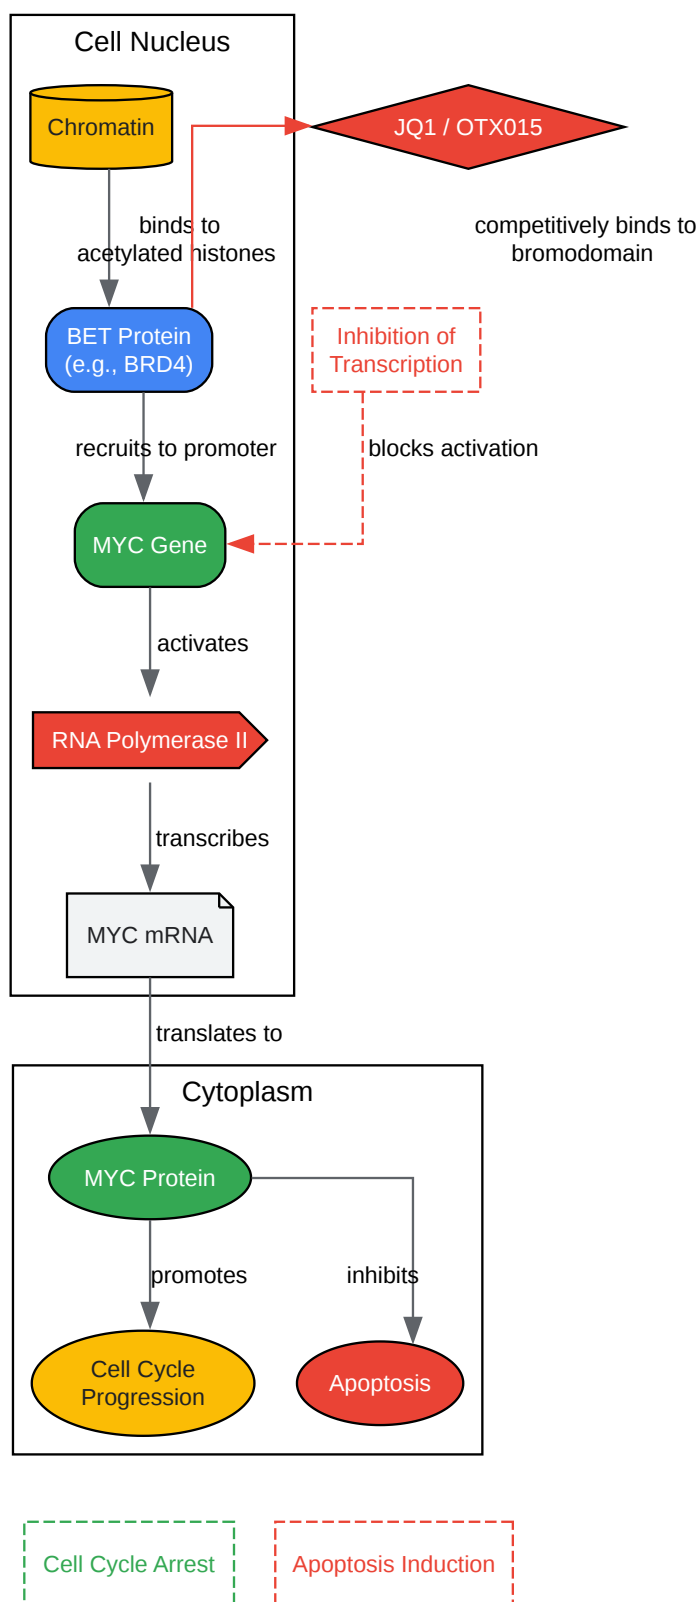 Cell Nucleus
Chromatin
JQ1 / OTX015
binds to
acetylated histones
competitively binds to
bromodomain
BET Protein
(e.g., BRD4)
Inhibition of
Transcription
recruits to promoter
blocks activation
MYC Gene
activates
RNA Polymerase II
transcribes
MYC mRNA
translates to
Cytoplasm
MYC Protein
promotes
inhibits
Cell Cycle
Progression
Apoptosis
Cell Cycle Arrest
Apoptosis Induction